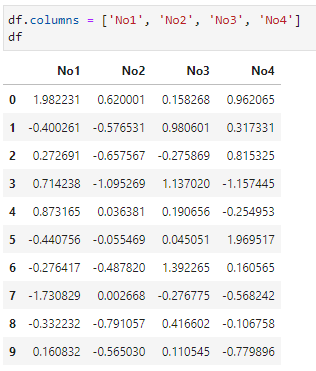 df.columns = ['No1', 'No2', 'No3', 'No4']
df
No1 No2 No3 No4
0 1.982231 0.620001 0.158268 0.962065
1 -0.400261 -0.576531 0.980601 0.317331
2 0.272691 -0.657567 -0.275869 0.815325
3 0.714238 -1.095269 1.137020 -1.157445
4 0.873165 0.036381 0.190656 -0.254953
5 -0.440756 -0.055469 0.045051 1.969517
6 -0.276417 -0.487820 1.392265 0.160565
7 -1.730829 0.002668 -0.276775 -0.568242
8 -0.332232 -0.791057 0.416602 -0.106758
9 0.160832 -0.565030 0.110545 -0.779896